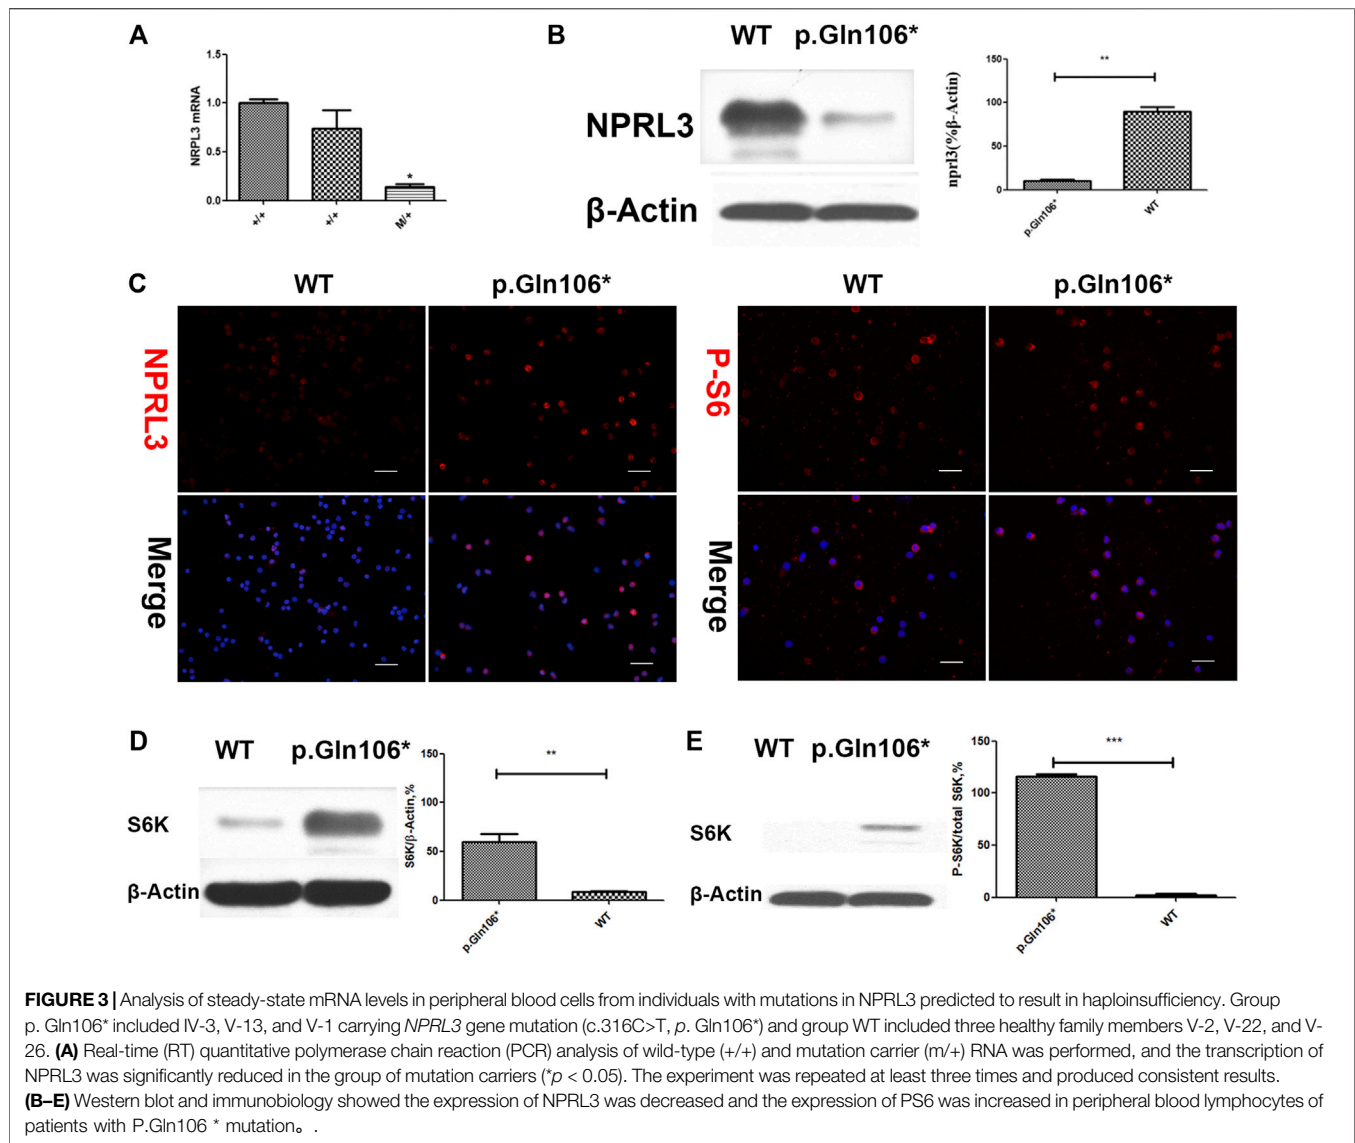 A
1.5
1.0
0.5
0.0
NRPL3 mRNA
*
+/+
+/+
M/+
B
WT p.Gln106*
NPRL3
β-Actin
150
100
50
0
nprl3(%β-Actin)
**
p.Gln106*
WT
C
WT
p.Gln106*
WT
p.Gln106*
NPRL3
P-S6
Merge
Merge
D
WT p.Gln106*
S6K
β-Actin
150
100
50
0
S6K/β-Actin,%
**
p.Gln106*
WT
E
WT p.Gln106*
S6K
β-Actin
150
100
50
0
P-S6K/total S6K,%
***
p.Gln106*
WT
FIGURE 3 | Analysis of steady-state mRNA levels in peripheral blood cells from individuals with mutations in NPRL3 predicted to result in haploinsufficiency. Group
p. Gln106* included IV-3, V-13, and V-1 carrying NPRL3 gene mutation (c.316C>T, p. Gln106*) and group WT included three healthy family members V-2, V-22, and V-
26. (A) Real-time (RT) quantitative polymerase chain reaction (PCR) analysis of wild-type (+/+) and mutation carrier (m/+) RNA was performed, and the transcription of
NPRL3 was significantly reduced in the group of mutation carriers (*p < 0.05). The experiment was repeated at least three times and produced consistent results.
(B–E) Western blot and immunobiology showed the expression of NPRL3 was decreased and the expression of PS6 was increased in peripheral blood lymphocytes of
patients with P.Gln106 * mutation。.